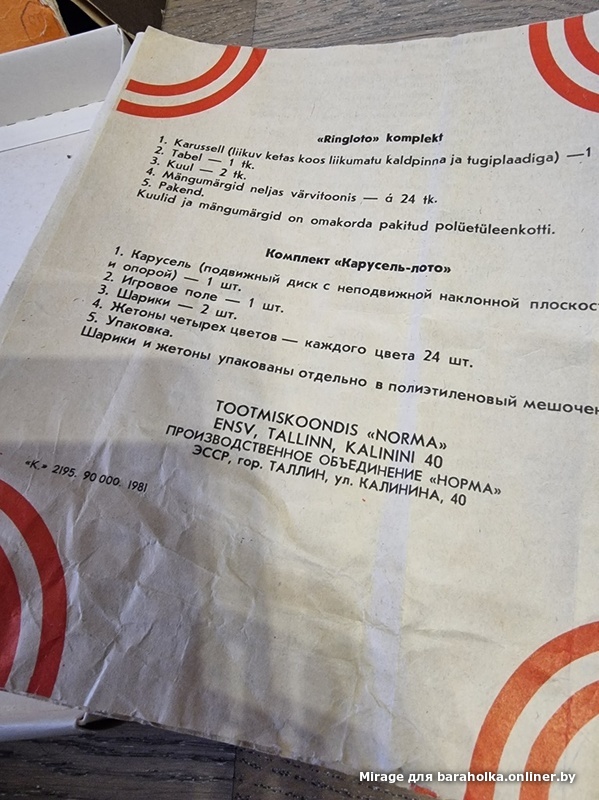 «Ringloto» komplekt
1. Karussell (liikuv ketas koos liikumatu kaldpinna ja tugiplaadiga) —1
2. Tabel — 1 tk.
3. Kuul — 2 tk.
4. Mängumärgid neljas värvitoonis — á 24 tk.
5. Pakend.
Kuulid ja mängumärgid on omakorda pakitud polüetüleenkotti.
Комплект «Карусель-лото»
1. Карусель (подвижный диск с неподвижной наклонной плоскос
и опорой) — 1 шт.
2. Игровое поле — 1 шт.
3. Шарики — 2 шт.
4. Жетоны четырех цветов — каждого цвета 24 шт.
5. Упаковка.
Шарики и жетоны упакованы отдельно в полиэтиленовый мешочек
TOOTMISKOONDIS «NORMA»
ENSV, TALLINN, KALININI 40
ПРОИЗВОДСТВЕННОЕ ОБЪЕДИНЕНИЕ «НОРМА»
ЭССР, гор. ТАЛЛИН, ул. КАЛИНИНА, 40
«К.» 2195. 90 000. 1981
Mirage для baraholka.onliner.by